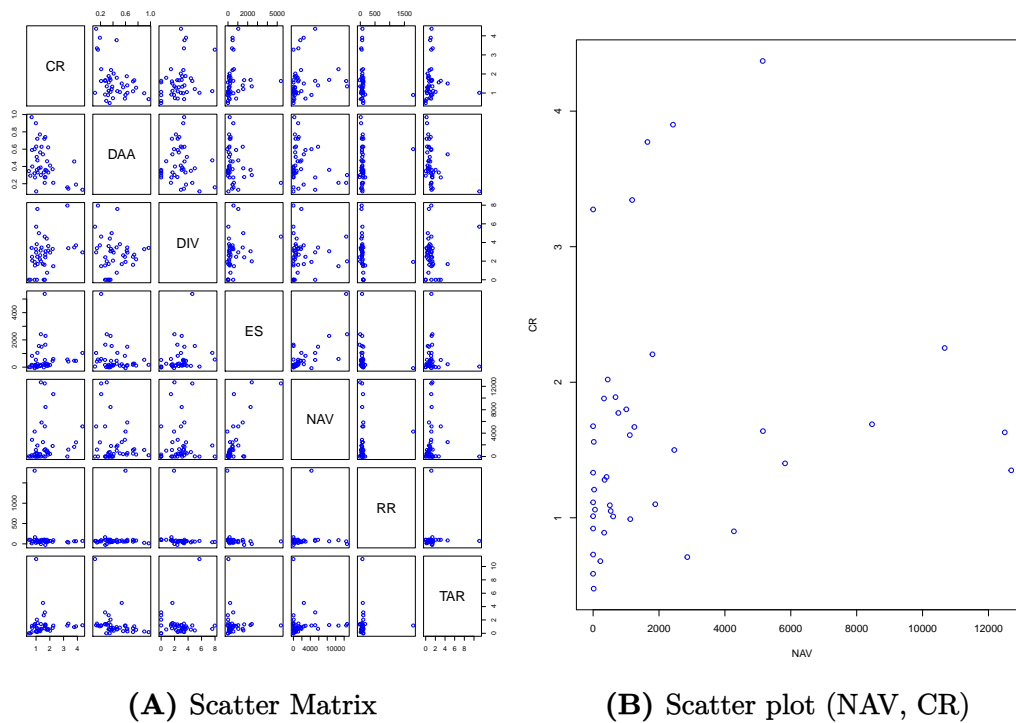 0.2 0.6 1.0 0 2000 5000 0 500 1500
CR 1 2 3 4
0.2 0.4 0.6 0.8 1.0 DAA
DIV 0 2 4 6 8
0 2000 4000 ES
NAV 0 4000 8000 12000
0 500 1500 RR
TAR 0 2 4 6 8 10
1 2 3 4 0 2 4 6 8 0 4000 10000 0 2 4 6 8
CR
1 2 3 4
0 2000 4000 6000 8000 10000 12000
NAV
(A) Scatter Matrix
(B) Scatter plot (NAV, CR)